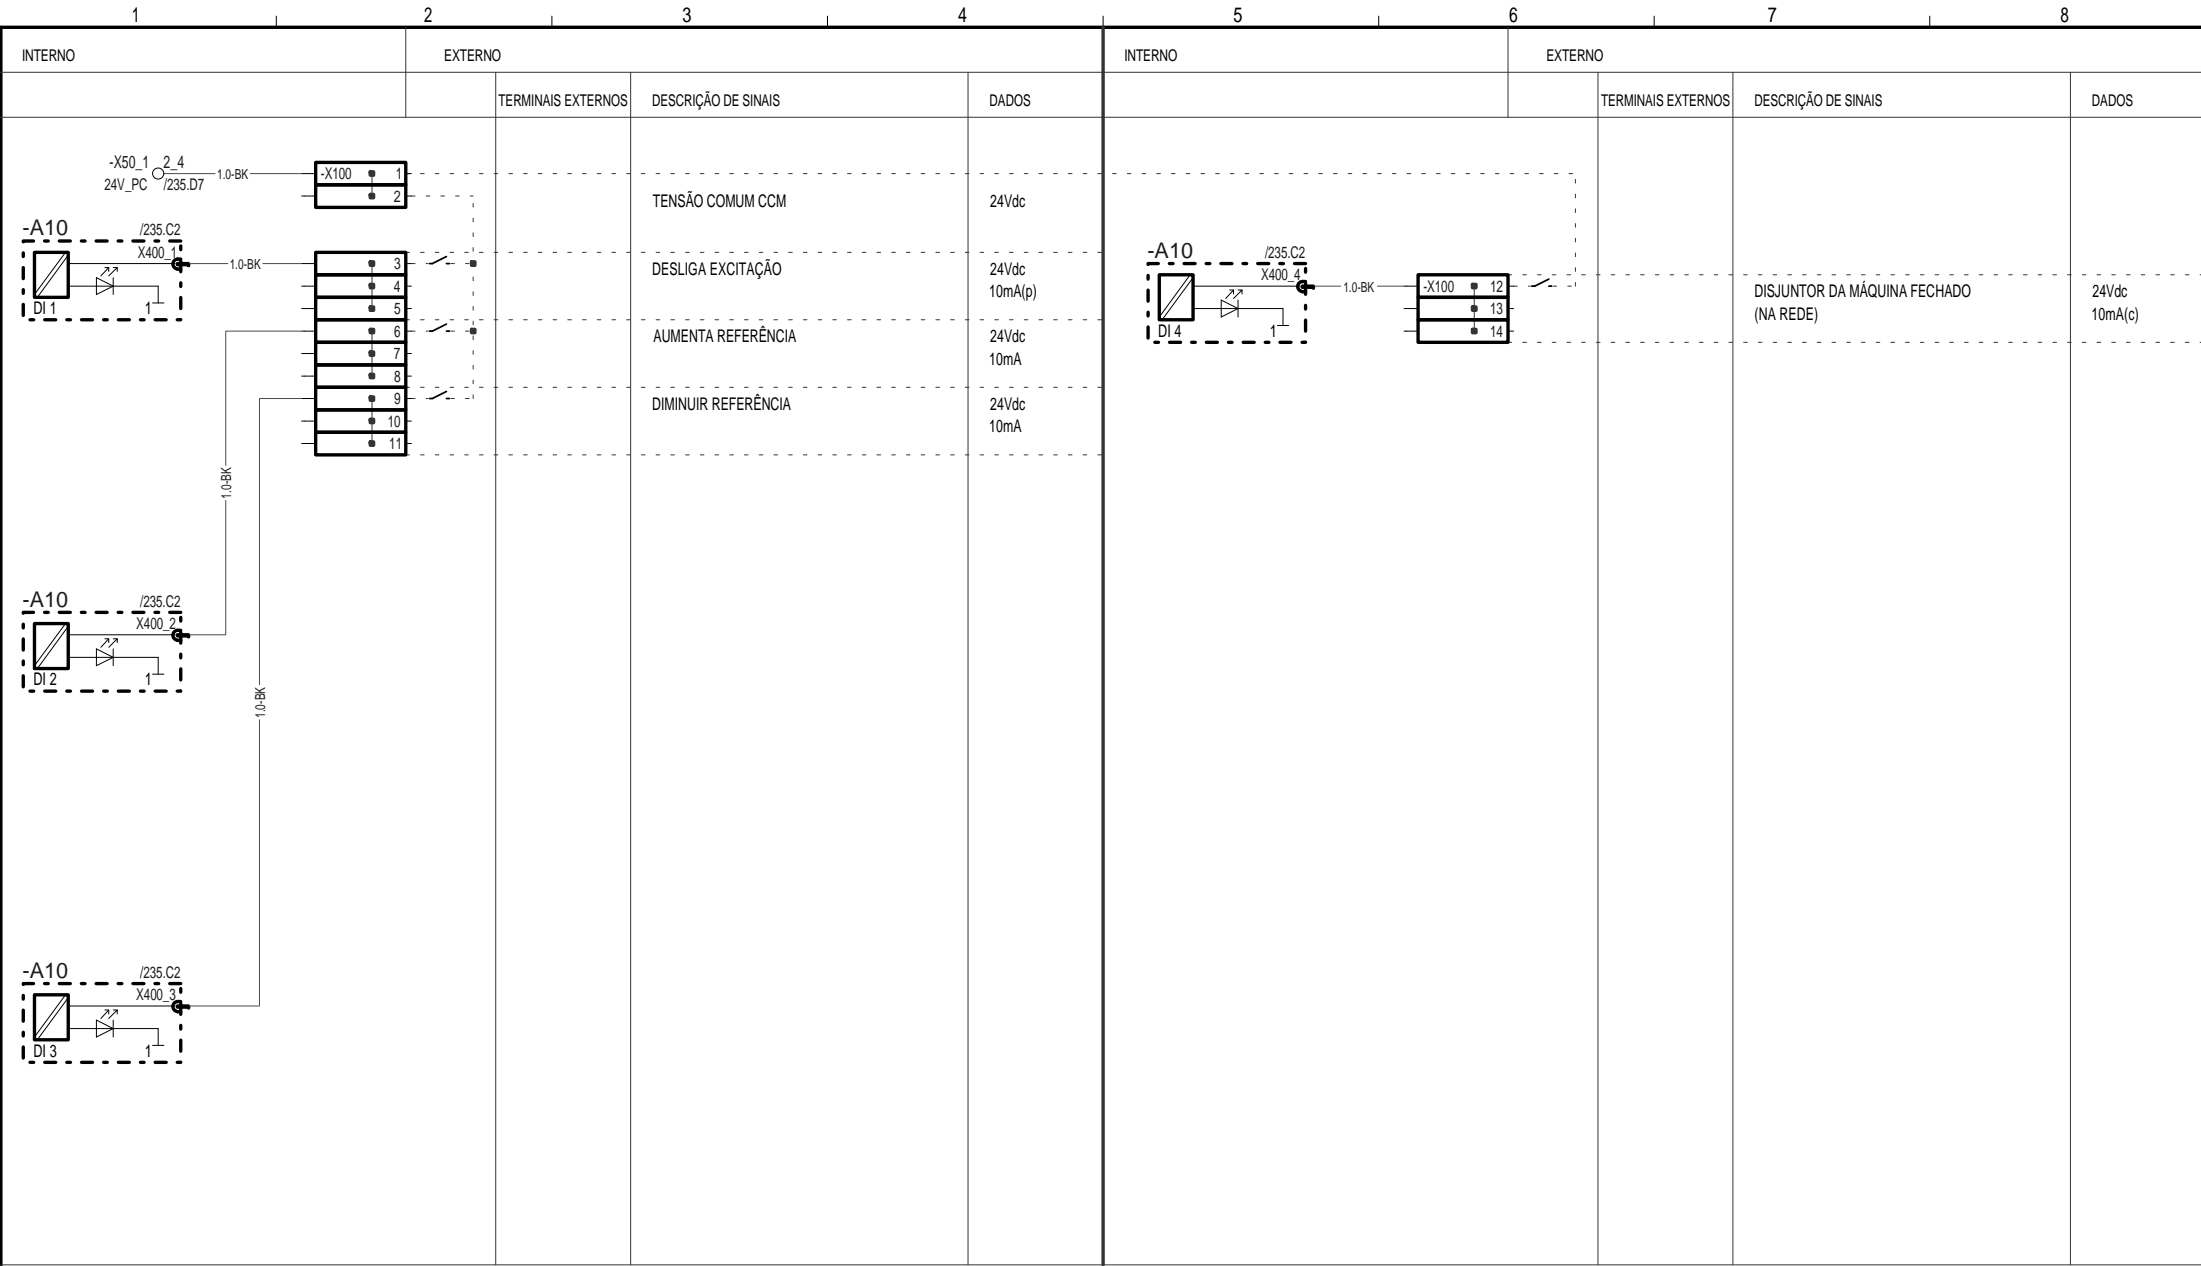 1 2 3 4 5 6 7 8
INTERNO EXTERNO INTERNO EXTERNO
TERMINAIS EXTERNOS DESCRIÇÃO DE SINAIS DADOS TERMINAIS EXTERNOS DESCRIÇÃO DE SINAIS DADOS
-X50_1 2_4
24V_PC /235.D7
1.0-BK
-X100 1
2
TENSÃO COMUM CCM 24Vdc
-A10 /235.C2
X400_1
1.0-BK
DI 1 1
3
4
5
DESLIGA EXCITAÇÃO 24Vdc
10mA(p)
6
7
8
AUMENTA REFERÊNCIA 24Vdc
10mA
9
10
11
DIMINUIR REFERÊNCIA 24Vdc
10mA
1.0-BK
-A10 /235.C2
X400_2
DI 2 1
1.0-BK
-A10 /235.C2
X400_3
DI 3 1
-A10 /235.C2
X400_4
1.0-BK
DI 4 1
-X100 12
13
14
DISJUNTOR DA MÁQUINA FECHADO 24Vdc
(NA REDE) 10mA(c)